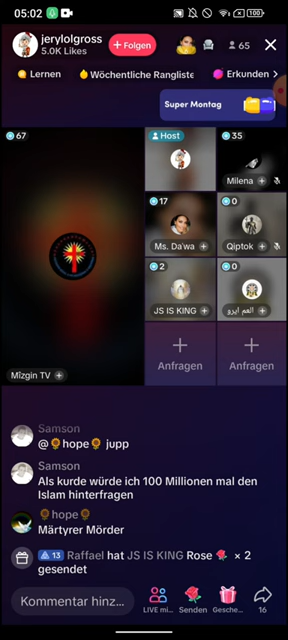 05:02
100
jerylolgross
5.0K Likes
+ Folgen
65
Lernen
Wöchentliche Rangliste
Erkunden >
Super Montag
67
Host
35
Milena +
17
Ms. Da'wa +
0
Qiptok +
2
JS IS KING +
0
العم ايرو +
Mîzgin TV +
+
Anfragen
+
Anfragen
Samson
@🌻hope🌻 jupp
Samson
Als kurde würde ich 100 Millionen mal den
Islam hinterfragen
🌻hope🌻
Märtyrer Mörder
13 Raffael hat JS IS KING Rose 🌹 × 2
gesendet
Kommentar hinz...
LIVE mi...
Senden
Gesche...
16